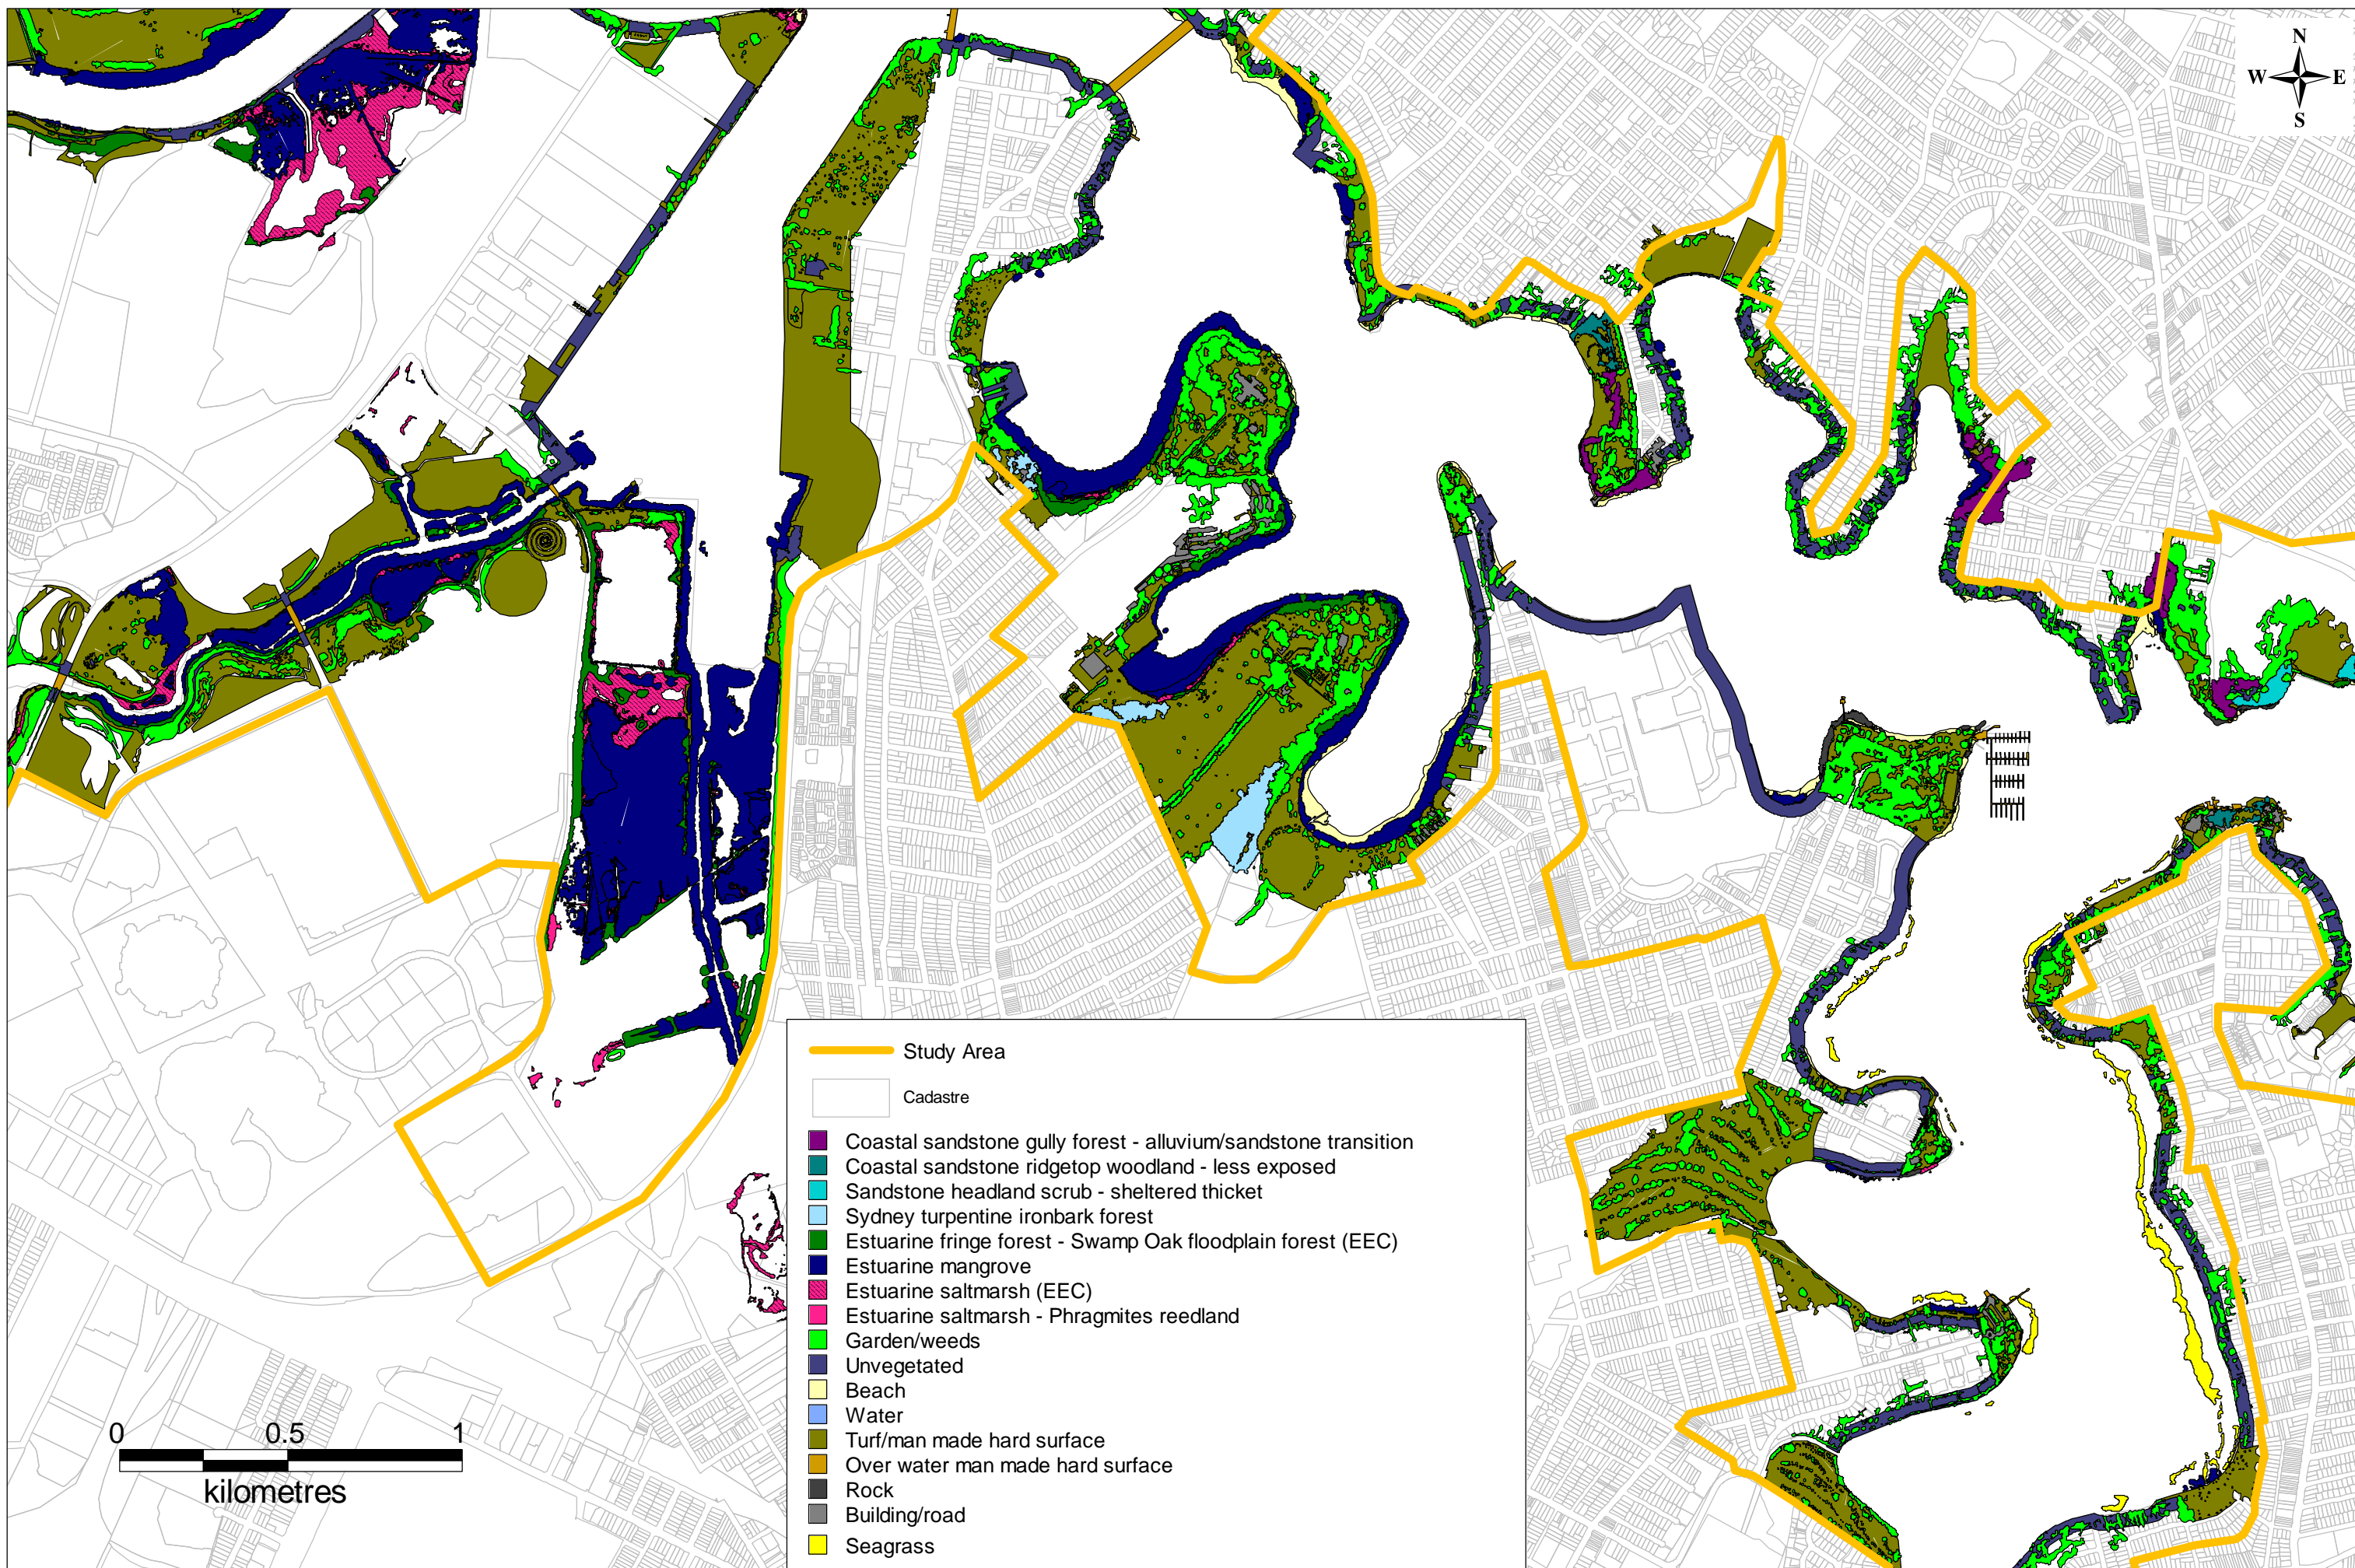 N
W E
S
Study Area
Cadastre
Coastal sandstone gully forest - alluvium/sandstone transition
Coastal sandstone ridgetop woodland - less exposed
Sandstone headland scrub - sheltered thicket
Sydney turpentine ironbark forest
Estuarine fringe forest - Swamp Oak floodplain forest (EEC)
Estuarine mangrove
Estuarine saltmarsh (EEC)
Estuarine saltmarsh - Phragmites reedland
Garden/weeds
Unvegetated
Beach
Water
Turf/man made hard surface
Over water man made hard surface
Rock
Building/road
Seagrass
0 0.5 1
kilometres